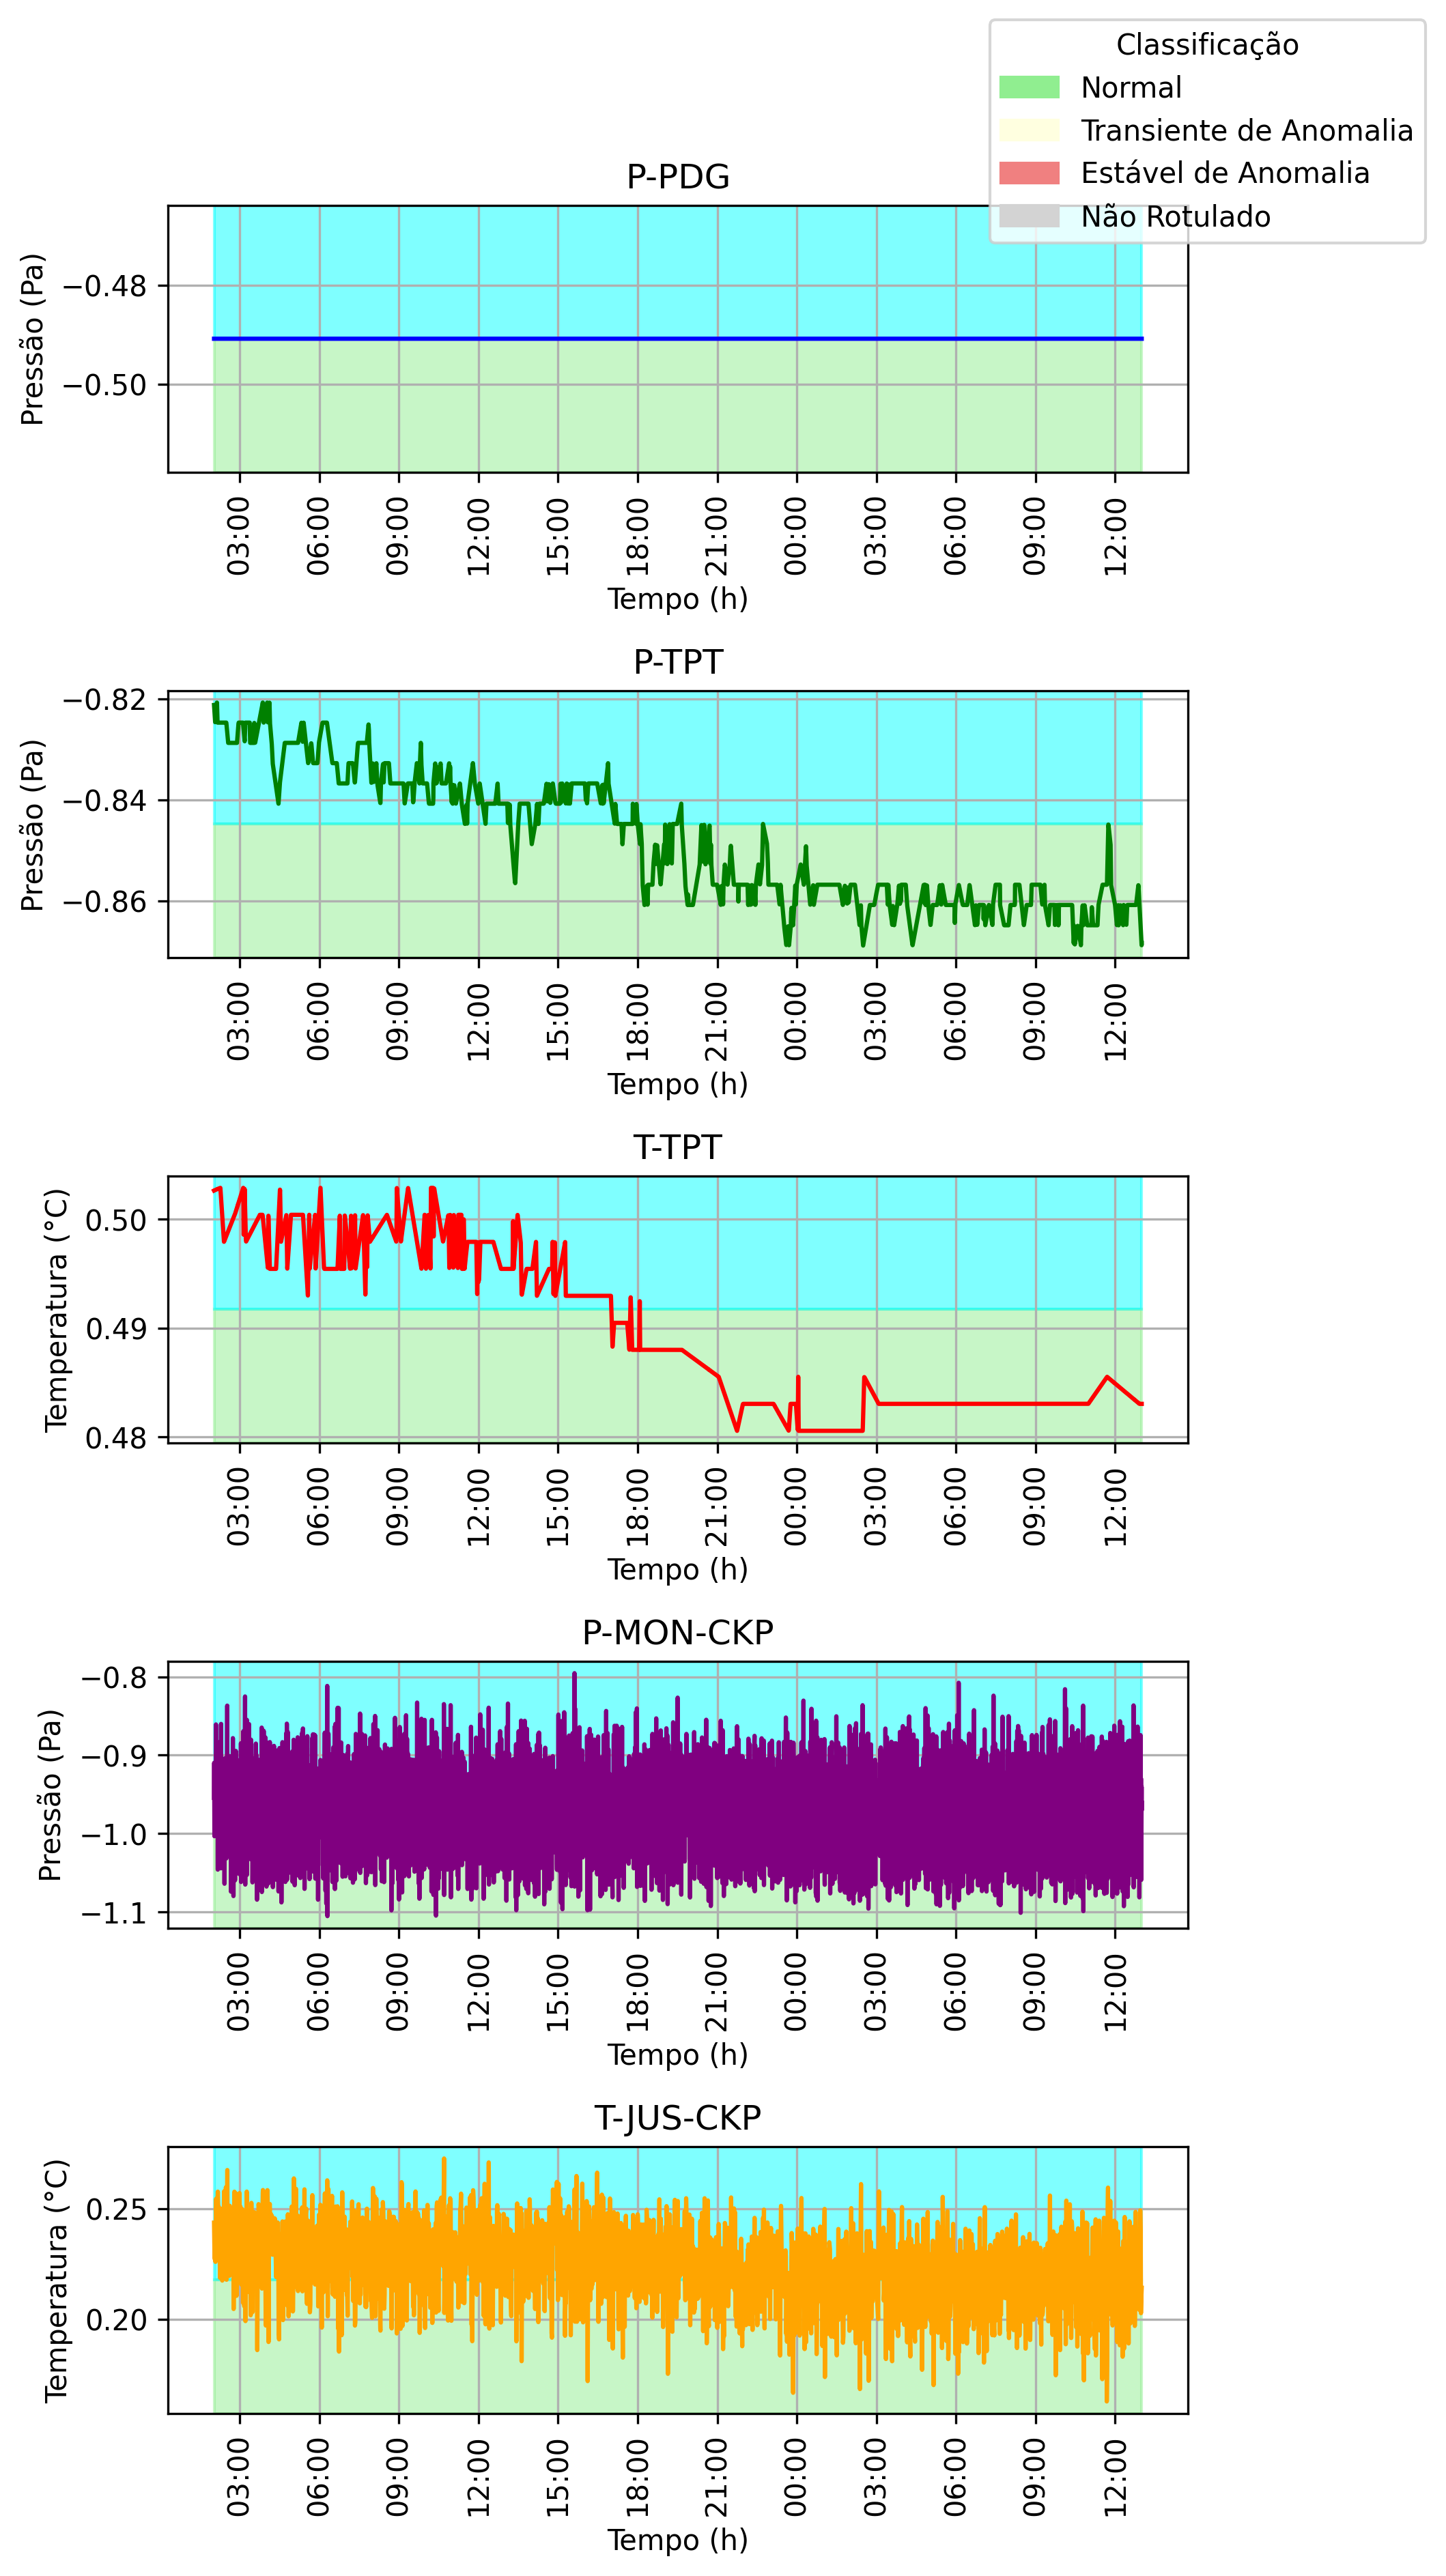 Classificação
Normal
Transiente de Anomalia
Estável de Anomalia
Não Rotulado
P-PDG
Pressão (Pa)
−0.48
−0.50
03:00 06:00 09:00 12:00 15:00 18:00 21:00 00:00 03:00 06:00 09:00 12:00
Tempo (h)
P-TPT
Pressão (Pa)
−0.82
−0.84
−0.86
03:00 06:00 09:00 12:00 15:00 18:00 21:00 00:00 03:00 06:00 09:00 12:00
Tempo (h)
T-TPT
Temperatura (°C)
0.50
0.49
0.48
03:00 06:00 09:00 12:00 15:00 18:00 21:00 00:00 03:00 06:00 09:00 12:00
Tempo (h)
P-MON-CKP
Pressão (Pa)
−0.8
−0.9
−1.0
−1.1
03:00 06:00 09:00 12:00 15:00 18:00 21:00 00:00 03:00 06:00 09:00 12:00
Tempo (h)
T-JUS-CKP
Temperatura (°C)
0.25
0.20
03:00 06:00 09:00 12:00 15:00 18:00 21:00 00:00 03:00 06:00 09:00 12:00
Tempo (h)